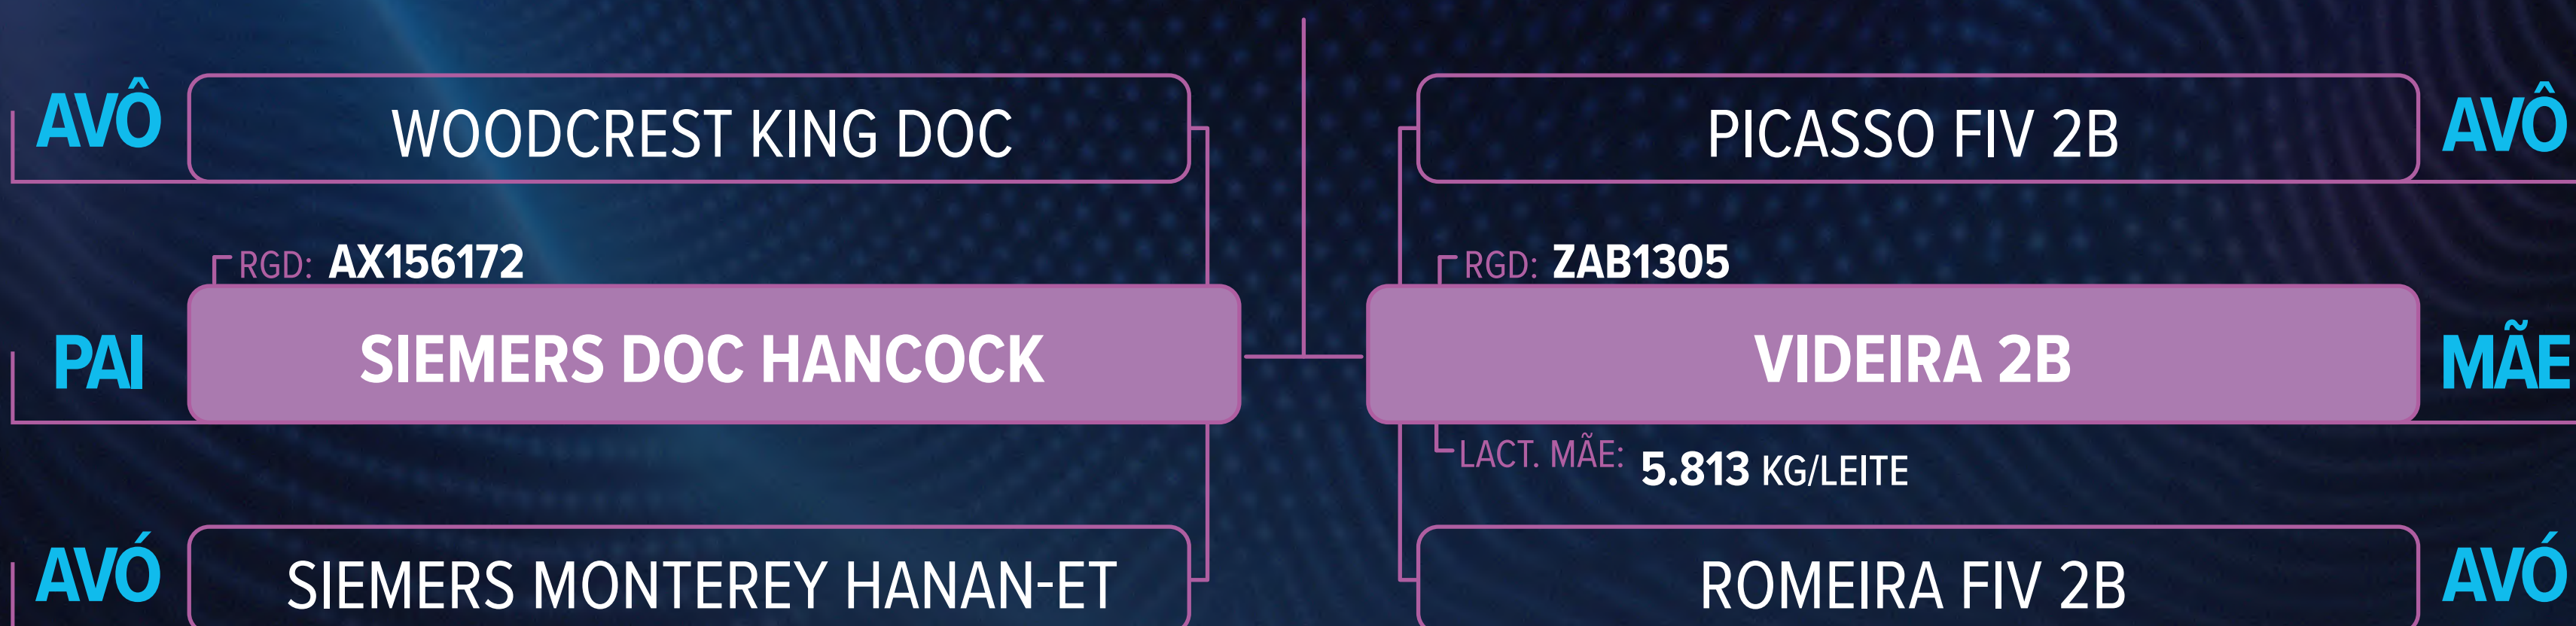 AVÔ
WOODCREST KING DOC
RGD: AX156172
PAI
SIEMERS DOC HANCOCK
AVÓ
SIEMERS MONTEREY HANAN-ET
PICASSO FIV 2B
AVÔ
RGD: ZAB1305
VIDEIRA 2B
MÃE
LACT. MÃE: 5.813 KG/LEITE
ROMEIRA FIV 2B
AVÓ